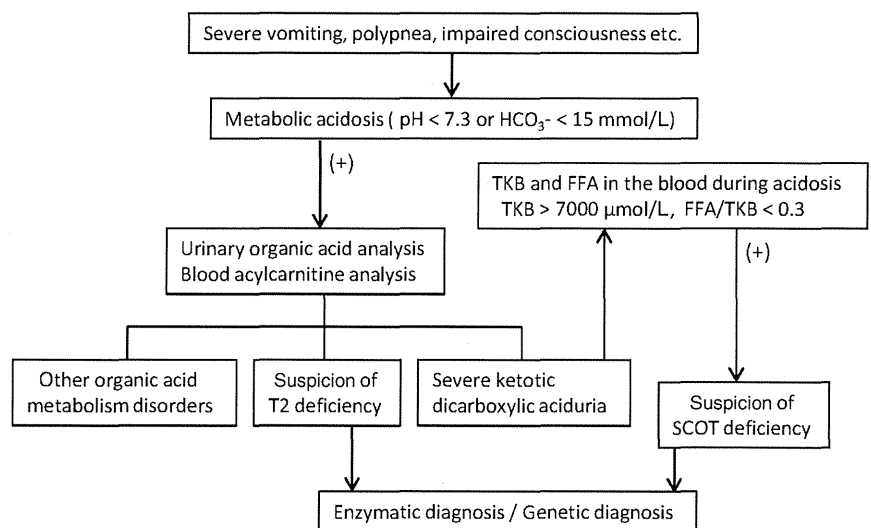 Severe vomiting, polypnea, impaired consciousness etc.
Metabolic acidosis ( pH < 7.3 or HCO₃- < 15 mmol/L)
(+)
TKB and FFA in the blood during acidosis
TKB > 7000 μmol/L, FFA/TKB < 0.3
(+)
Urinary organic acid analysis
Blood acylcarnitine analysis
Other organic acid
metabolism disorders
Suspicion of
T2 deficiency
Severe ketotic
dicarboxylic aciduria
Suspicion of
SCOT deficiency
Enzymatic diagnosis / Genetic diagnosis